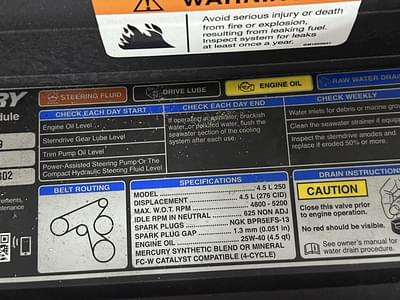 WARNING
Avoid serious injury or death
from fire or explosion,
resulting from leaking fuel.
Inspect system for leaks
at least once a year.
RY
dule
STEERING FLUID
DRIVE LUBE
ENGINE OIL
RAW WATER DRAIN
CHECK EACH DAY START
Engine Oil Level
Sterndrive Gear Lube Level
Trim Pump Oil Level
Power-Assisted Steering Pump Or The
Compact Hydraulic Steering Fluid Level
CHECK EACH DAY END
If operating in saltwater, brackish
water, or polluted water, flush the
seawater section of the cooling
system after each use.
CHECK WEEKLY
Water inlets for debris or marine grow
Clean the seawater strainer if equipp
Inspect the sterndrive anodes and
replace if eroded 50% or more.
9
302
BELT ROUTING
SPECIFICATIONS
MODEL 4.5 L 250
DISPLACEMENT 4.5 L (275 CID)
MAX. W.O.T. RPM 4800 - 5200
IDLE RPM IN NEUTRAL 625 NON ADJ
SPARK PLUGS NGK BPR5EFS-13
SPARK PLUG GAP 1.3 mm (0.051 in)
ENGINE OIL 25W-40 (4.5 qt)
MERCURY SYNTHETIC BLEND OR MINERAL
FC-W CATALYST COMPATIBLE (4-CYCLE)
DRAIN INSTRUCTIONS
CAUTION
Close this valve prior
to engine operation.
No red should be visible.
See owner's manual for
water drain procedure.